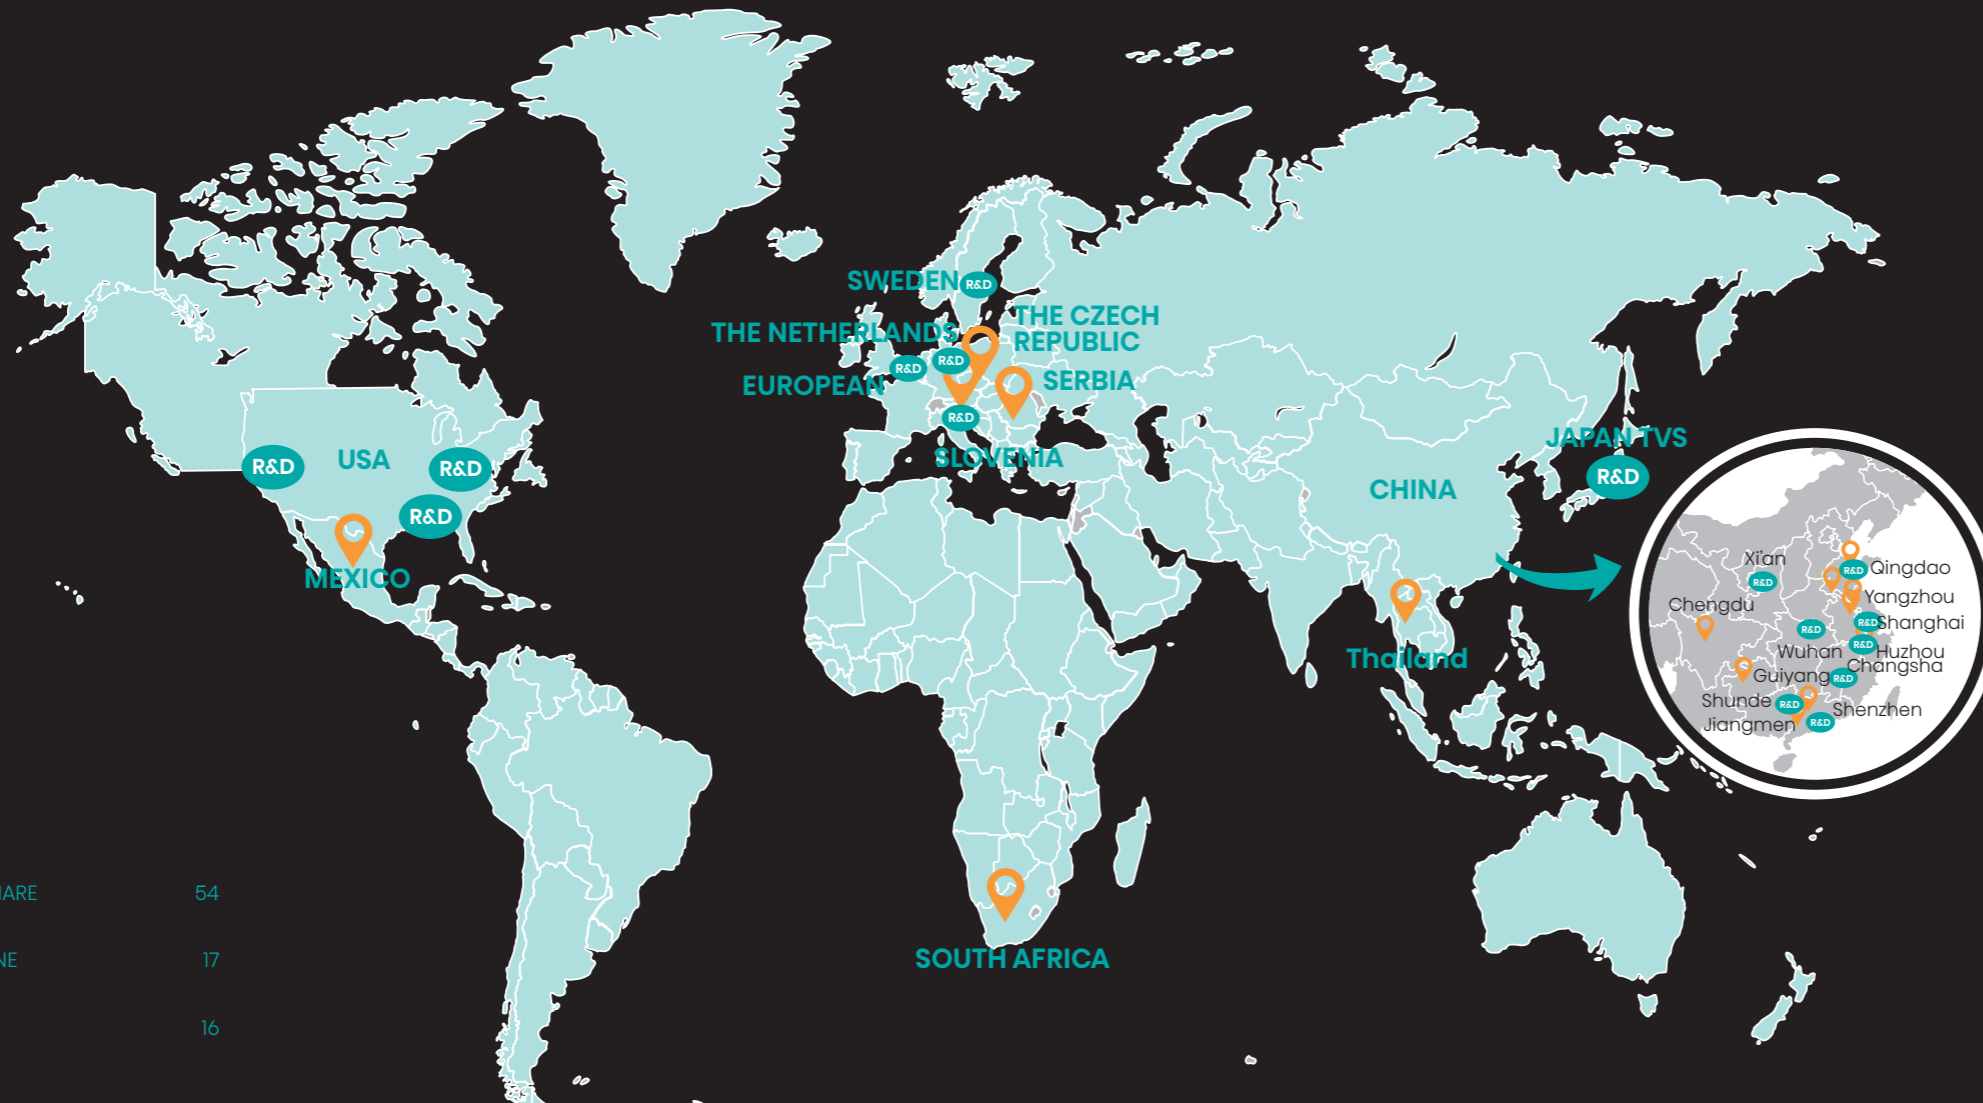 SWEDEN
R&D
THE CZECH
REPUBLIC
THE NETHERLANDS
R&D
R&D
EUROPEAN
SERBIA
R&D
SLOVENIA
R&D
USA
R&D
R&D
MEXICO
JAPAN TVS
R&D
CHINA
Thailand
SOUTH AFRICA
Xi'an
R&D
R&D
Qingdao
Chengdu
Yangzhou
R&D
Shanghai
R&D
Wuhan
R&D
Huzhou
Changsha
Guiyang
R&D
Shunde
R&D
Shenzhen
Jiangmen
R&D
54
17
16